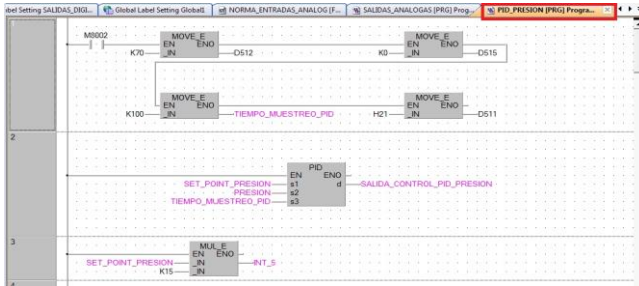 bel Setting SALIDAS_DIGI... Global Label Setting Global1 NORMA_ENTRADAS_ANALOG [F... SALIDAS_ANALOGAS [PRG] Prog... PID_PRESION [PRG] Progra...
M8002
MOVE_E MOVE_E
EN ENO EN ENO
K70 _IN D512 K0 _IN D515
MOVE_E MOVE_E
EN ENO EN ENO
K100 _IN TIEMPO_MUESTREO_PID H21 _IN D511
2
PID
EN ENO
SET_POINT_PRESION s1 d SALIDA_CONTROL_PID_PRESION
PRESION s2
TIEMPO_MUESTREO_PID s3
3
MUL_E
EN ENO
SET_POINT_PRESION _IN INT_5
K15 _IN